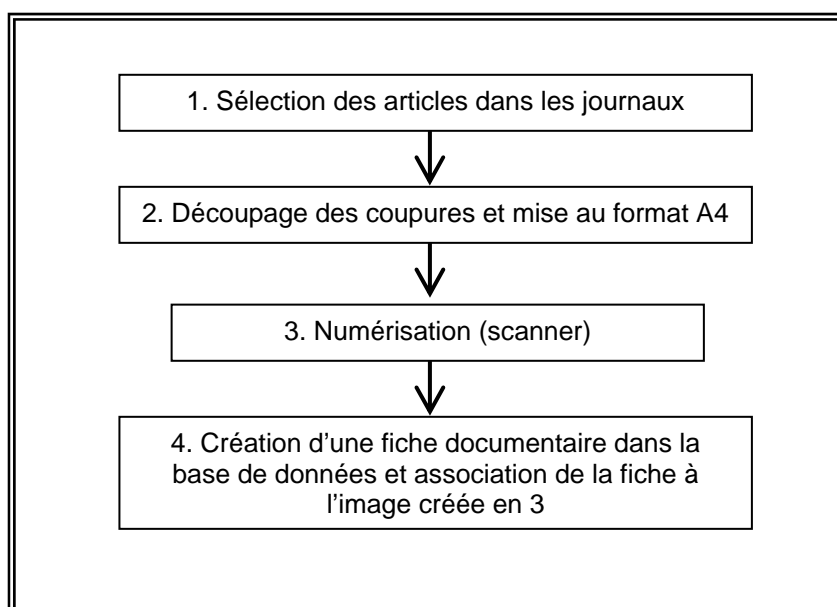 1. Sélection des articles dans les journaux
2. Découpage des coupures et mise au format A4
3. Numérisation (scanner)
4. Création d’une fiche documentaire dans la
base de données et association de la fiche à
l’image créée en 3